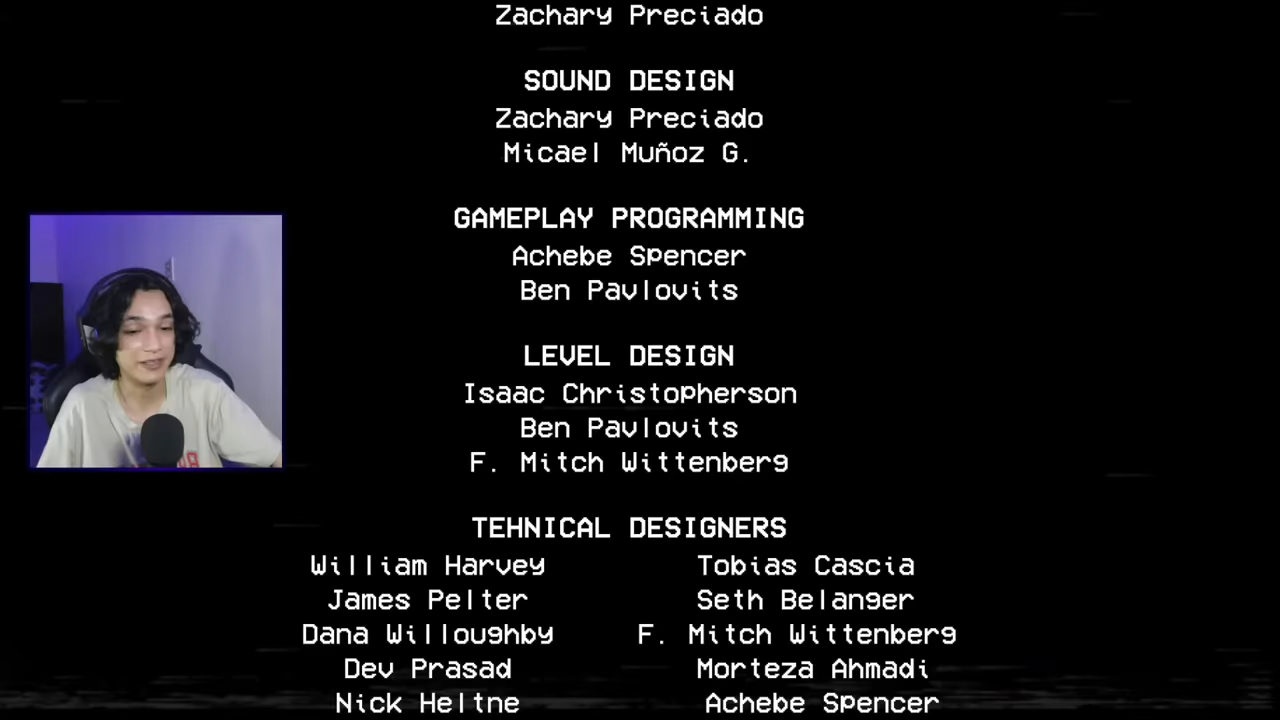 Zachary Preciado
SOUND DESIGN
Zachary Preciado
Micael Muñoz G.
GAMEPLAY PROGRAMMING
Achebe Spencer
Ben Pavlovits
LEVEL DESIGN
Isaac Christopherson
Ben Pavlovits
F. Mitch Wittenberg
TEHNICAL DESIGNERS
William Harvey Tobias Cascia
James Pelter Seth Belanger
Dana Willoughby F. Mitch Wittenberg
Dev Prasad Morteza Ahmadi
Nick Heltne Achebe Spencer